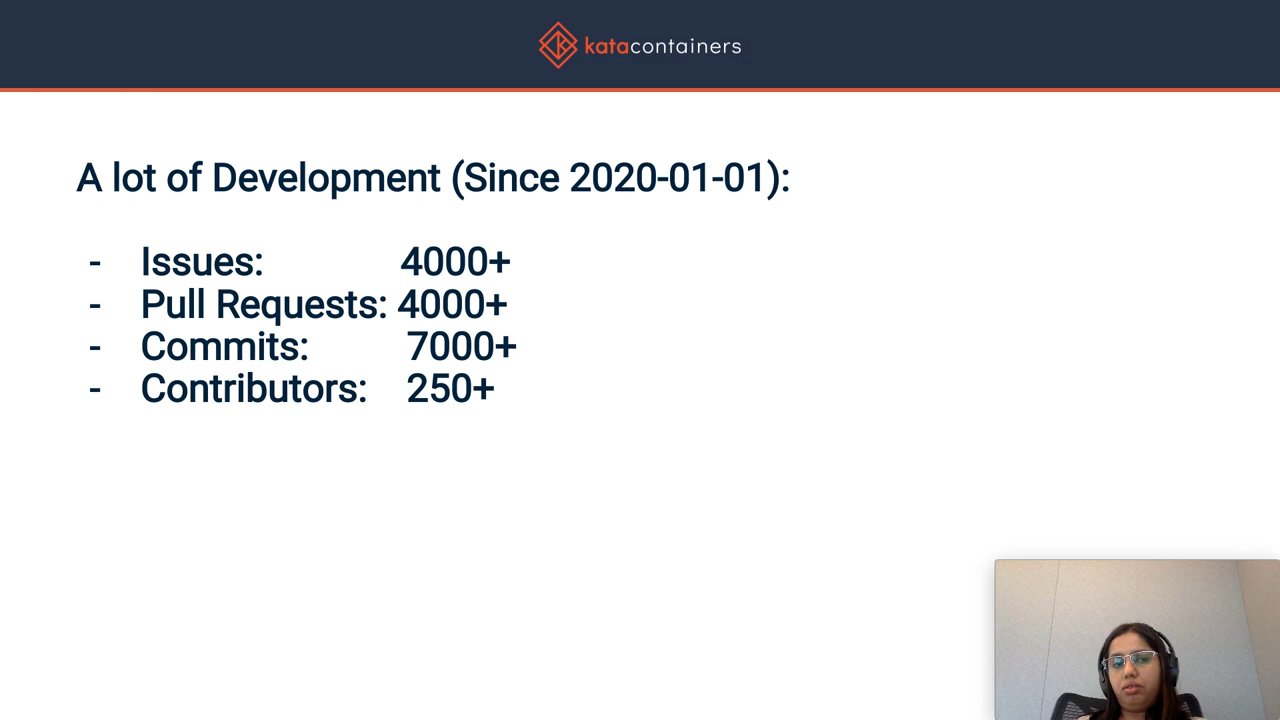 katacontainers
A lot of Development (Since 2020-01-01):
- Issues: 4000+
- Pull Requests: 4000+
- Commits: 7000+
- Contributors: 250+